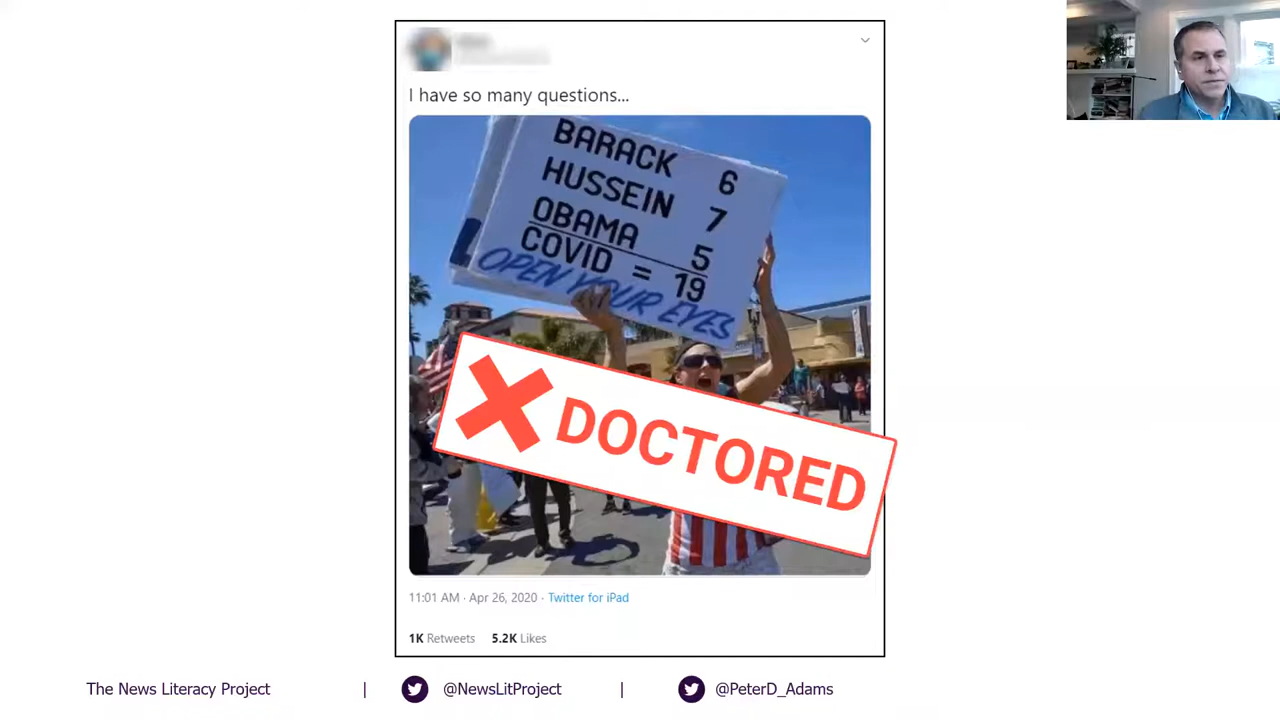 I have so many questions...
BARACK 6
HUSSEIN 7
OBAMA 5
COVID = 19
OPEN YOUR EYES
DOCTORED
11:01 AM · Apr 26, 2020 · Twitter for iPad
1K Retweets 5.2K Likes
The News Literacy Project | @NewsLitProject | @PeterD_Adams